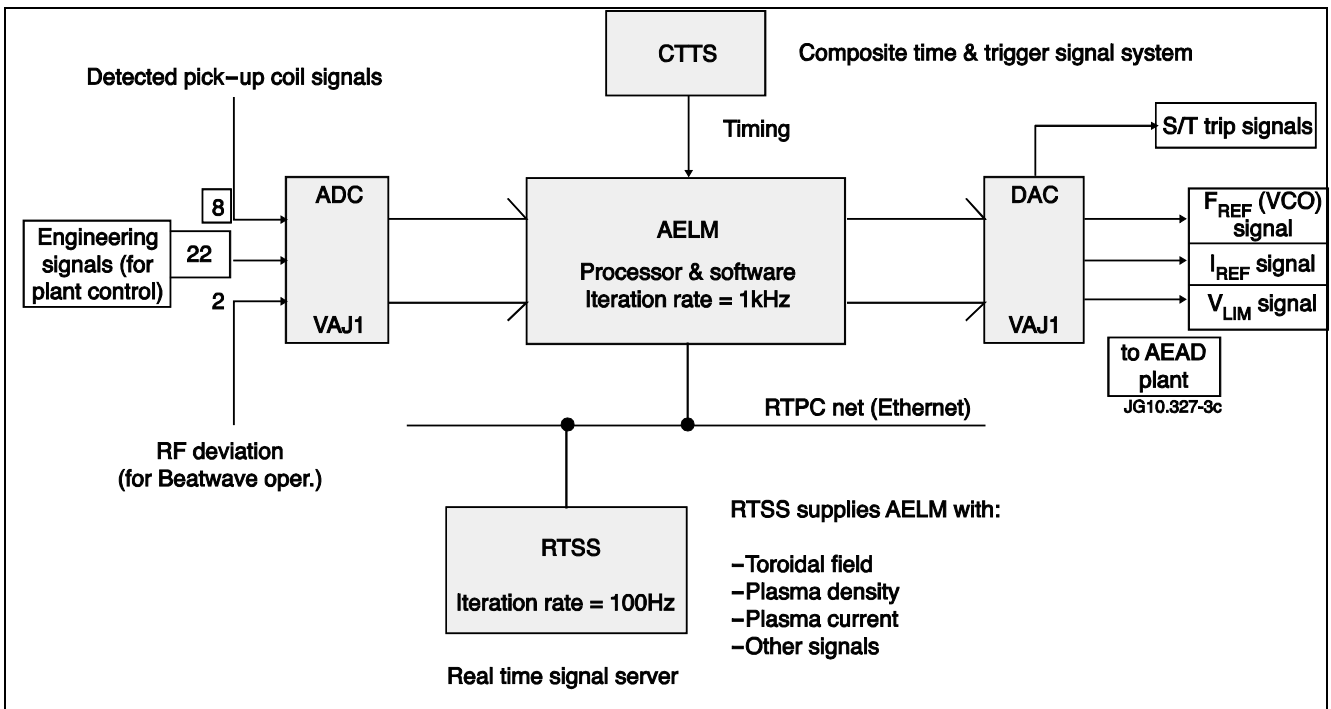 CTTS
Composite time & trigger signal system
Detected pick–up coil signals
Timing
S/T trip signals
8
Engineering
signals (for
plant control)
22
2
ADC
VAJ1
AELM
Processor & software
Iteration rate = 1kHz
DAC
VAJ1
FREF (VCO)
signal
IREF signal
VLIM signal
to AEAD
plant
JG10.327-3c
RTPC net (Ethernet)
RF deviation
(for Beatwave oper.)
RTSS
Iteration rate = 100Hz
Real time signal server
RTSS supplies AELM with:
–Toroidal field
–Plasma density
–Plasma current
–Other signals